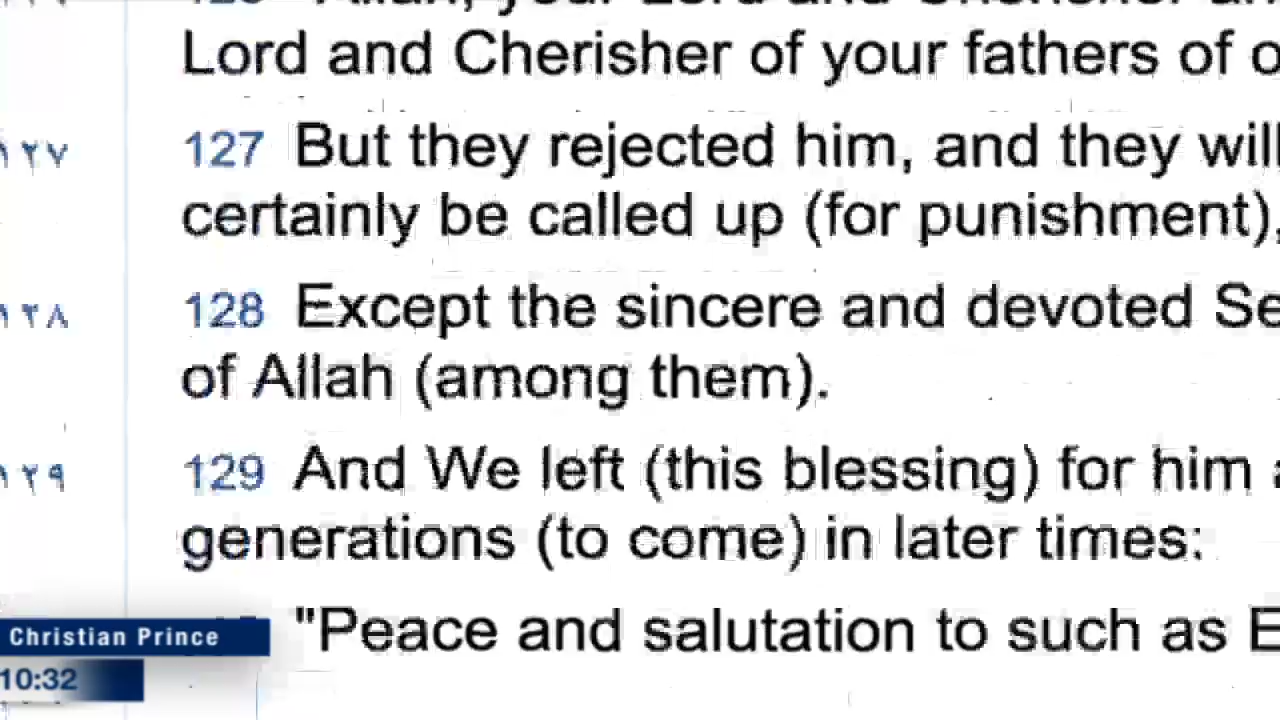 Lord and Cherisher of your fathers of
١٢٧ 127 But they rejected him, and they will
certainly be called up (for punishment),
١٢٨ 128 Except the sincere and devoted
of Allah (among them).
١٢٩ 129 And We left (this blessing) for him
generations (to come) in later times:
"Peace and salutation to such as
Christian Prince
10:32